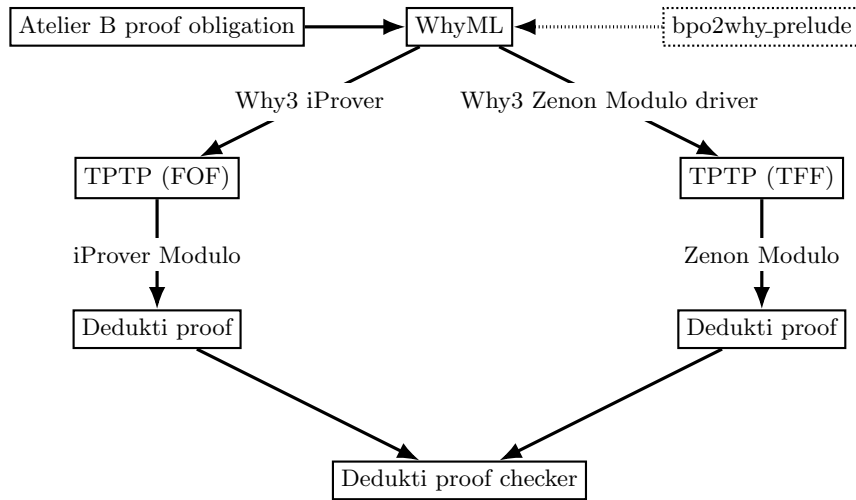 Atelier B proof obligation
WhyML
bpo2why_prelude
Why3 iProver
Why3 Zenon Modulo driver
TPTP (FOF)
TPTP (TFF)
iProver Modulo
Zenon Modulo
Dedukti proof
Dedukti proof
Dedukti proof checker